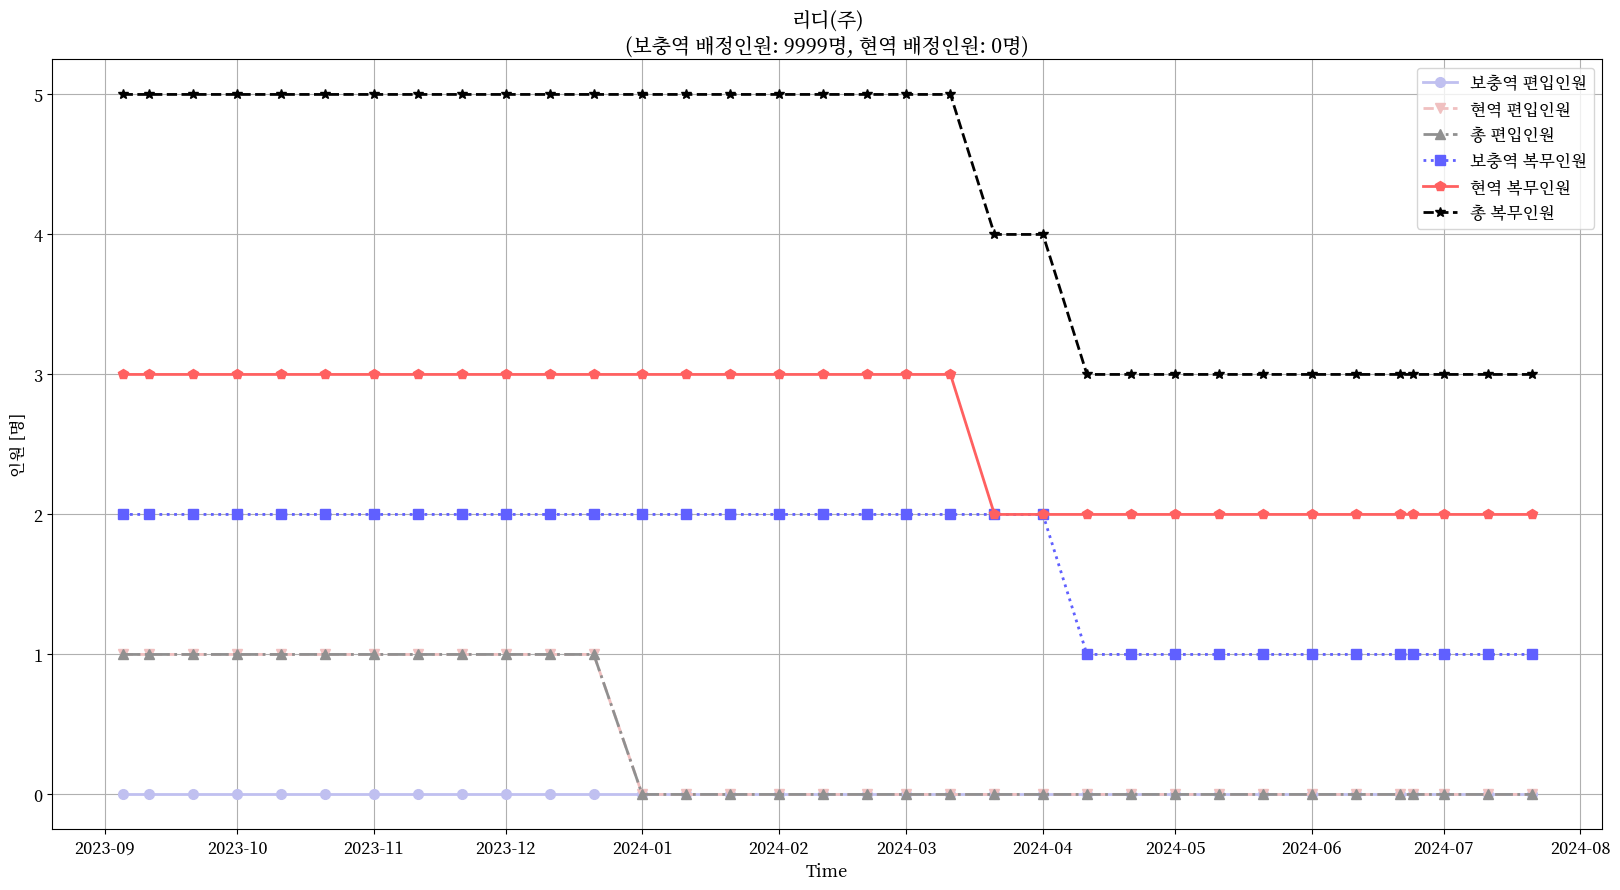 리디(주)
(보충역 배정인원: 9999명, 현역 배정인원: 0명)
보충역 편입인원
현역 편입인원
총 편입인원
보충역 복무인원
현역 복무인원
총 복무인원
인원 [명]
5
4
3
2
1
0
2023-09 2023-10 2023-11 2023-12 2024-01 2024-02 2024-03 2024-04 2024-05 2024-06 2024-07 2024-08
Time